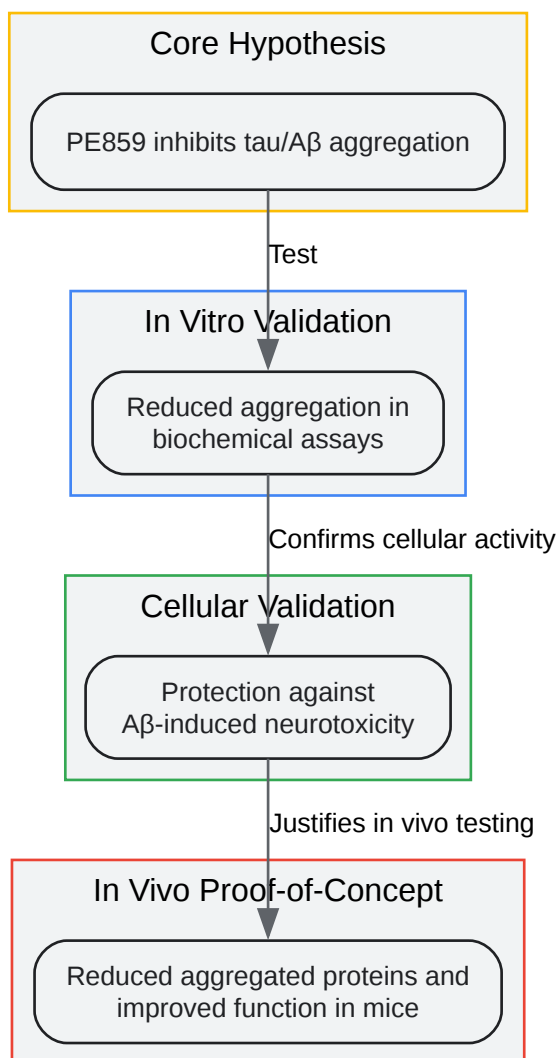 Core Hypothesis
PE859 inhibits tau/Aβ aggregation
Test
In Vitro Validation
Reduced aggregation in
biochemical assays
Confirms cellular activity
Cellular Validation
Protection against
Aβ-induced neurotoxicity
Justifies in vivo testing
In Vivo Proof-of-Concept
Reduced aggregated proteins and
improved function in mice